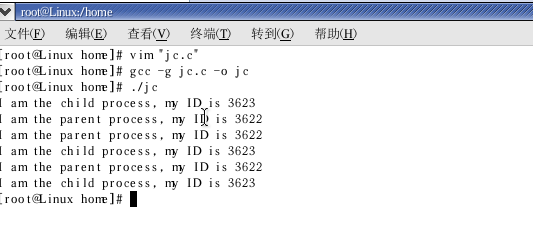 root@Linux:/home
文件(F) 编辑(E) 查看(V) 终端(T) 转到(G) 帮助(H)
[root@Linux home]# vim "jc.c"
[root@Linux home]# gcc -g jc.c -o jc
[root@Linux home]# ./jc
I am the child process, my ID is 3623
I am the parent process, my ID is 3622
I am the parent process, my ID is 3622
I am the child process, my ID is 3623
I am the parent process, my ID is 3622
I am the child process, my ID is 3623
[root@Linux home]#